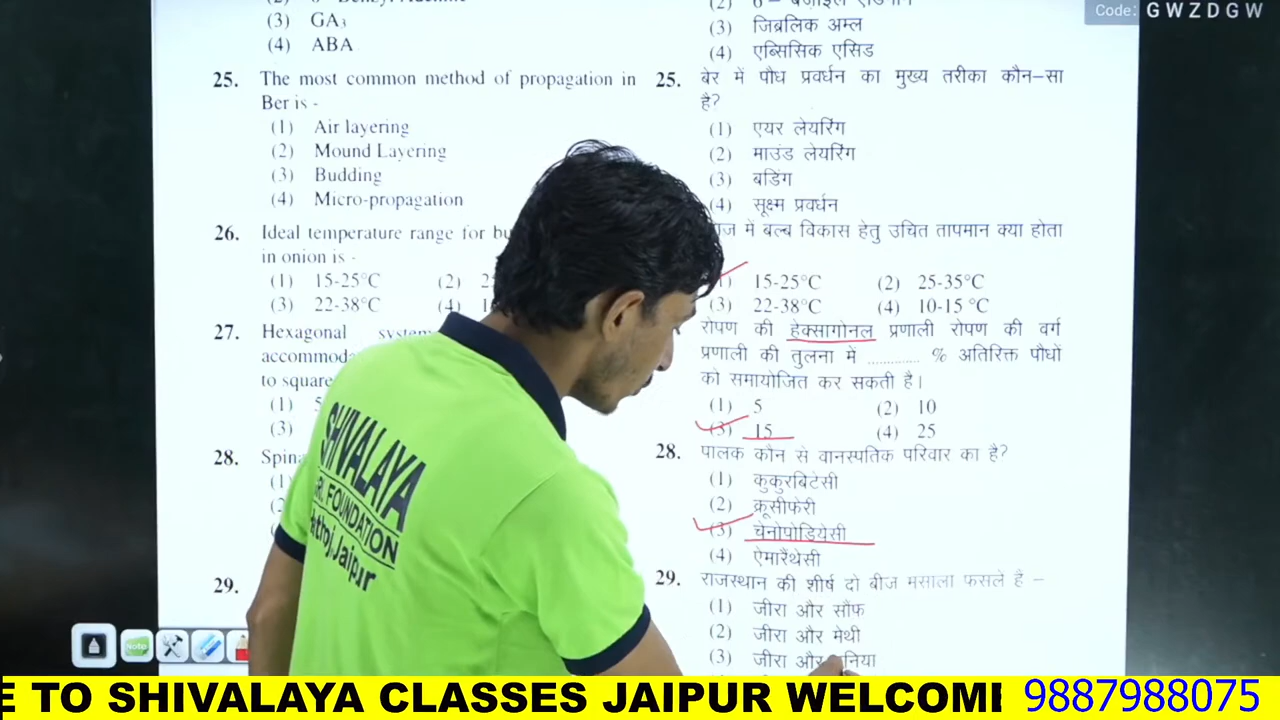 (3) GA₃
(4) ABA
25. The most common method of propagation in
Ber is -
(1) Air layering
(2) Mound Layering
(3) Budding
(4) Micro-propagation
26. Ideal temperature range for
in onion is -
(1) 15-25°C (2)
(3) 22-38°C (4)
27. Hexagonal
to square
(1)
(3)
28.
29.
(3) जिब्रलिक अम्ल
(4) एब्सिसिक एसिड
25. बेर में पौध प्रवर्धन का मुख्य तरीका कौन–सा
है?
(1) एयर लेयरिंग
(2) माउंड लेयरिंग
(3) बडिंग
(4) सूक्ष्म प्रवर्धन
में बल्ब विकास हेतु उचित तापमान क्या होता
15-25°C (2) 25-35°C
(3) 22-38°C (4) 10-15 °C
रोपण की हेक्सागोनल प्रणाली रोपण की वर्ग
प्रणाली की तुलना में ............. % अतिरिक्त पौधों
को समायोजित कर सकती है।
(1) 5 (2) 10
(3) 15 (4) 25
28. पालक कौन से वानस्पतिक परिवार का है?
(1) कुकुरबिटेसी
(2) क्रूसीफेरी
(3) चेनोपोडियेसी
(4) ऐमारैंथेसी
29. राजस्थान की शीर्ष दो बीज मसाला फसले है –
(1) जीरा और सौंफ
(2) जीरा और मेथी
(3) जीरा और
Code: GWZDGW
SHIVALAYA
FOUNDATION
Jaipur
Note
TO SHIVALAYA CLASSES JAIPUR WELCOME
9887988075